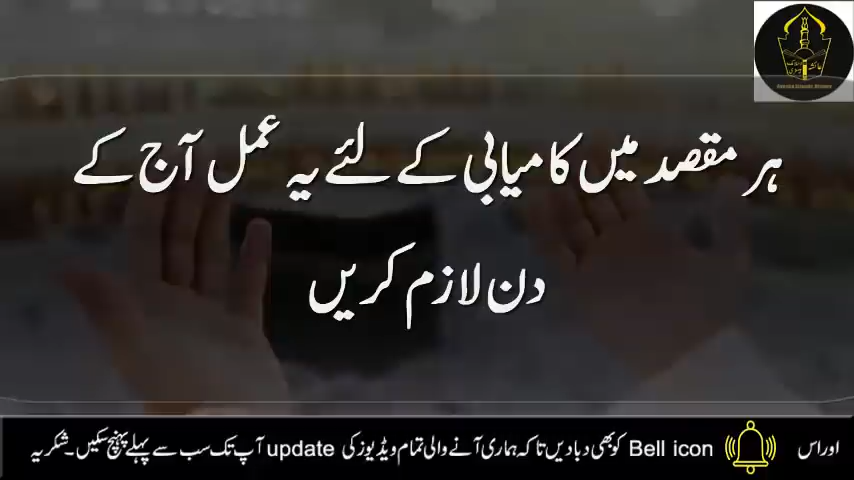 ہر مقصد میں کامیابی کے لئے یہ عمل آج کے
دن لازم کریں
اور اس Bell icon کو بھی دبا دیں تاکہ ہماری آنے والی تمام ویڈیوز کی update آپ تک سب سے پہلے پہنچ سکیں۔ شکریہ